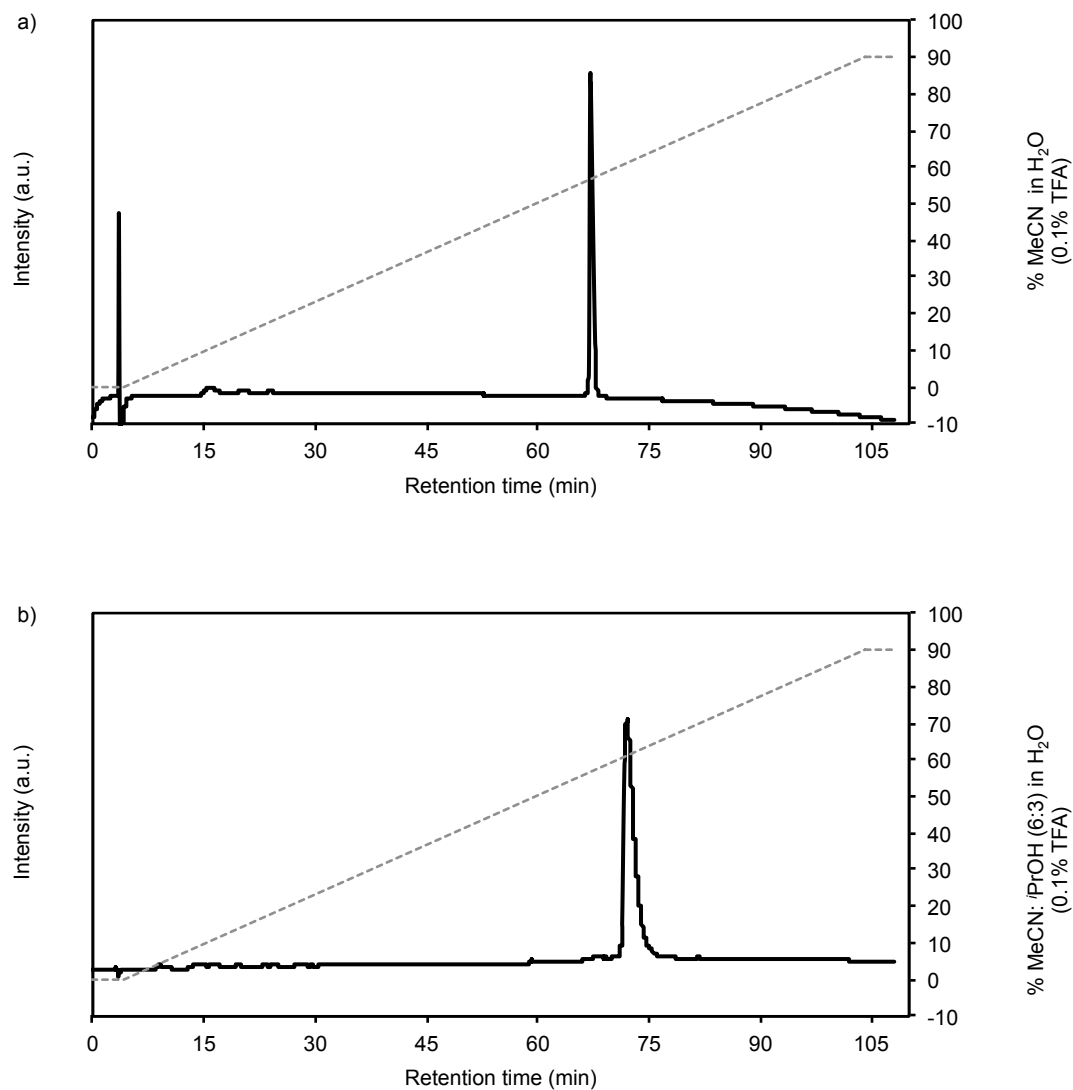 a)
Intensity (a.u.)
100
90
80
70
60
50
40
30
20
10
0
-10
% MeCN in H₂O
(0.1% TFA)
0 15 30 45 60 75 90 105
Retention time (min)
b)
Intensity (a.u.)
100
90
80
70
60
50
40
30
20
10
0
-10
% MeCN: ⁱPrOH (6:3) in H₂O
(0.1% TFA)
0 15 30 45 60 75 90 105
Retention time (min)